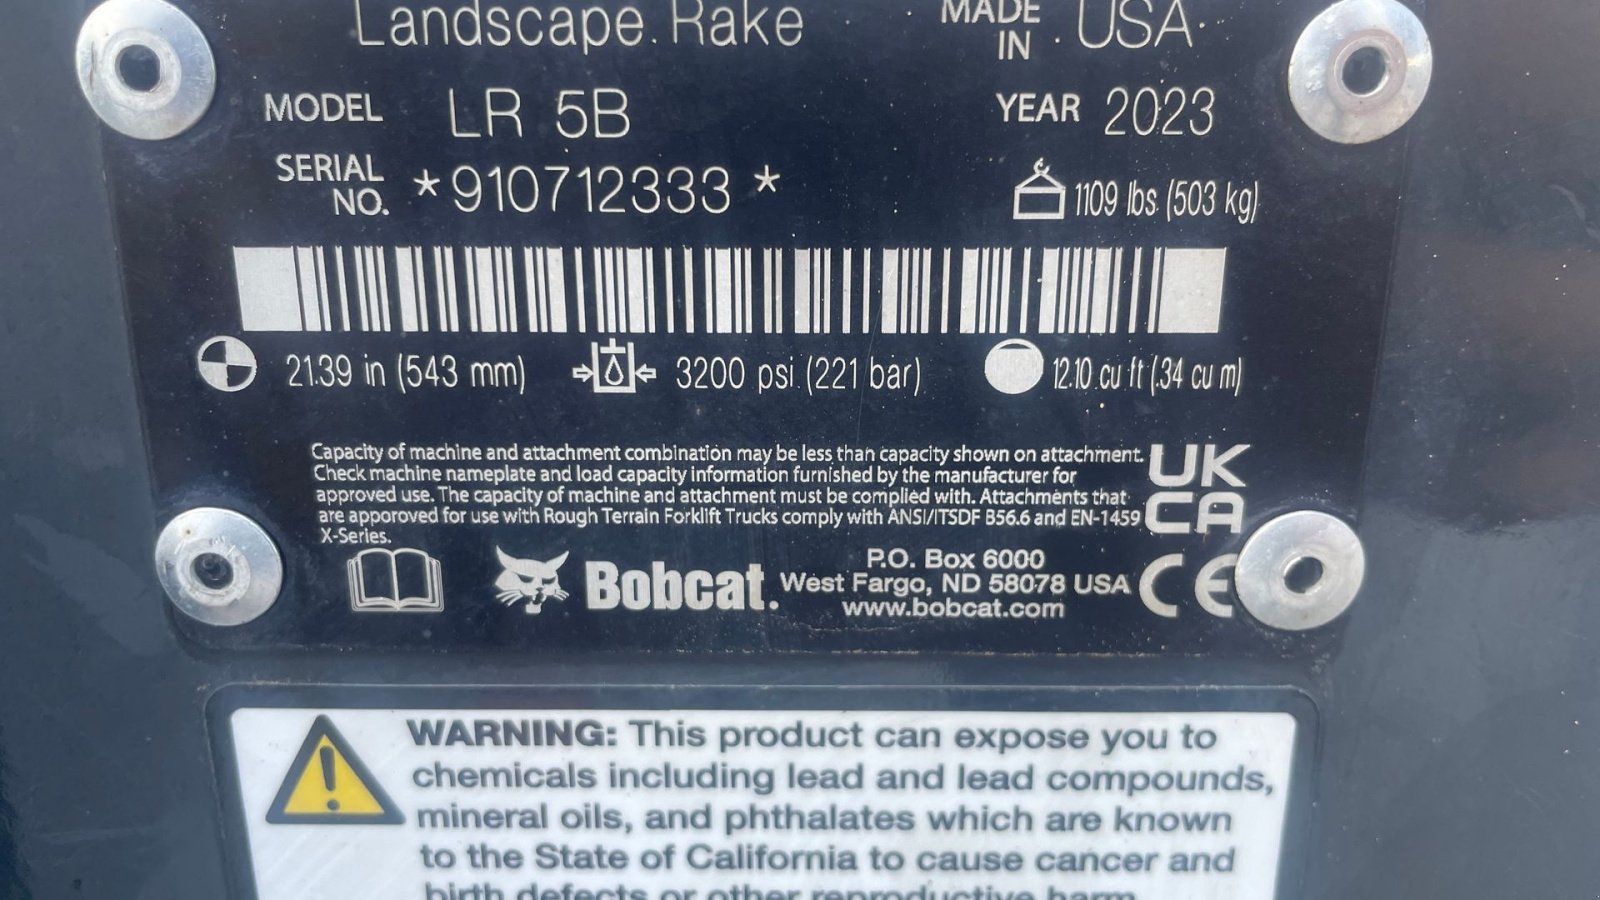 Landscape Rake MADE IN USA
MODEL LR 5B YEAR 2023
SERIAL NO. *910712333* 1109 lbs (503 kg)
21.39 in (543 mm) 3200 psi (221 bar) 12.10 cu ft (.34 cu m)
Capacity of machine and attachment combination may be less than capacity shown on attachment.
Check machine nameplate and load capacity information furnished by the manufacturer for
approved use. The capacity of machine and attachment must be complied with. Attachments that
are apporoved for use with Rough Terrain Forklift Trucks comply with ANSI/ITSDF B56.6 and EN-1459
X-Series.
UK
CA
Bobcat.
P.O. Box 6000
West Fargo, ND 58078 USA
www.bobcat.com
CE
WARNING: This product can expose you to
chemicals including lead and lead compounds,
mineral oils, and phthalates which are known
to the State of California to cause cancer and
birth defects or other reproductive harm.